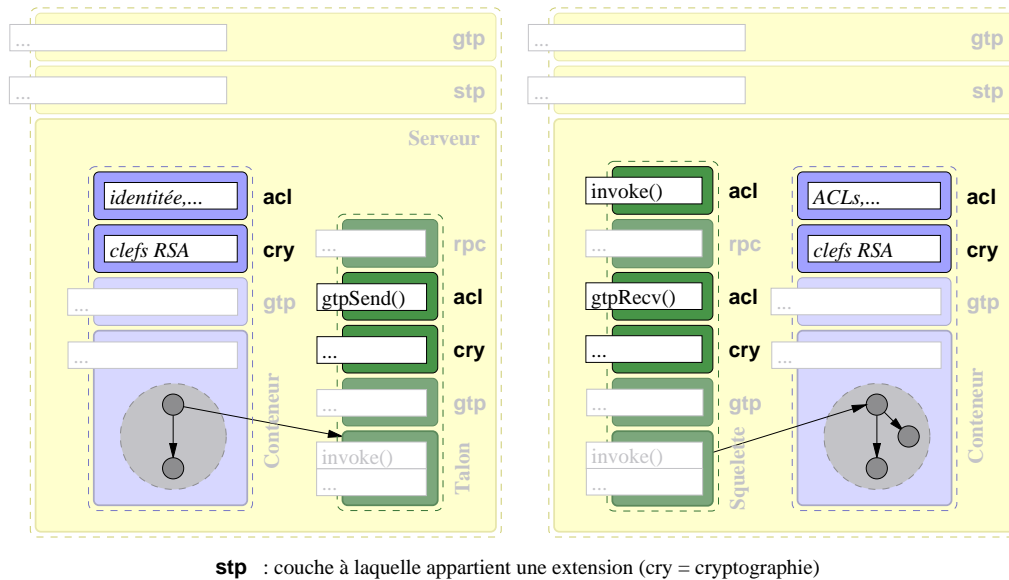 ...
gtp
...
stp
Serveur
identitée,...
acl
clefs RSA
cry
...
gtp
...
Conteneur
...
rpc
gtpSend()
acl
...
cry
...
gtp
invoke()
...
Talon
...
gtp
...
stp
invoke()
acl
...
rpc
gtpRecv()
acl
...
cry
...
gtp
invoke()
...
Squelete
ACLs,...
acl
clefs RSA
cry
...
gtp
...
Conteneur
stp : couche à laquelle appartient une extension (cry = cryptographie)